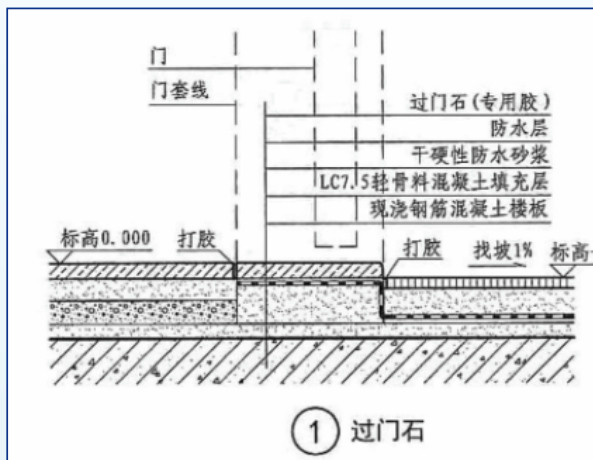 门
门套线
过门石(专用胶)
防水层
干硬性防水砂浆
LC7.5轻骨料混凝土填充层
现浇钢筋混凝土楼板
标高0.000
打胶
打胶
找坡1%
标高
1 过门石